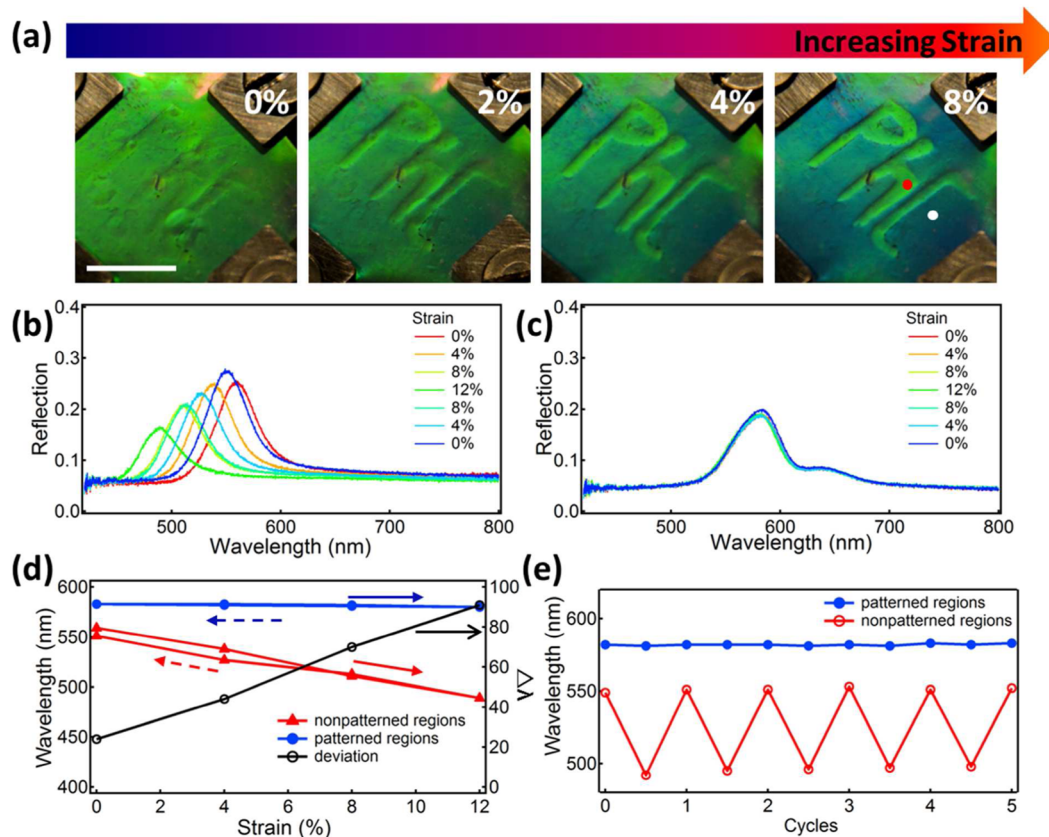 (a)
Increasing Strain
0%
2%
4%
8%
(b)
0.4
0.3
0.2
0.1
0.0
Reflection
500
600
700
800
Wavelength (nm)
Strain
0%
4%
8%
12%
8%
4%
0%
(c)
0.4
0.3
0.2
0.1
0.0
Reflection
500
600
700
800
Wavelength (nm)
Strain
0%
4%
8%
12%
8%
4%
0%
(d)
600
550
500
450
400
Wavelength (nm)
0
2
4
6
8
10
12
Strain (%)
100
80
60
40
20
0
Δλ
nonpatterned regions
patterned regions
deviation
(e)
600
550
500
Wavelength (nm)
0
1
2
3
4
5
Cycles
patterned regions
nonpatterned regions